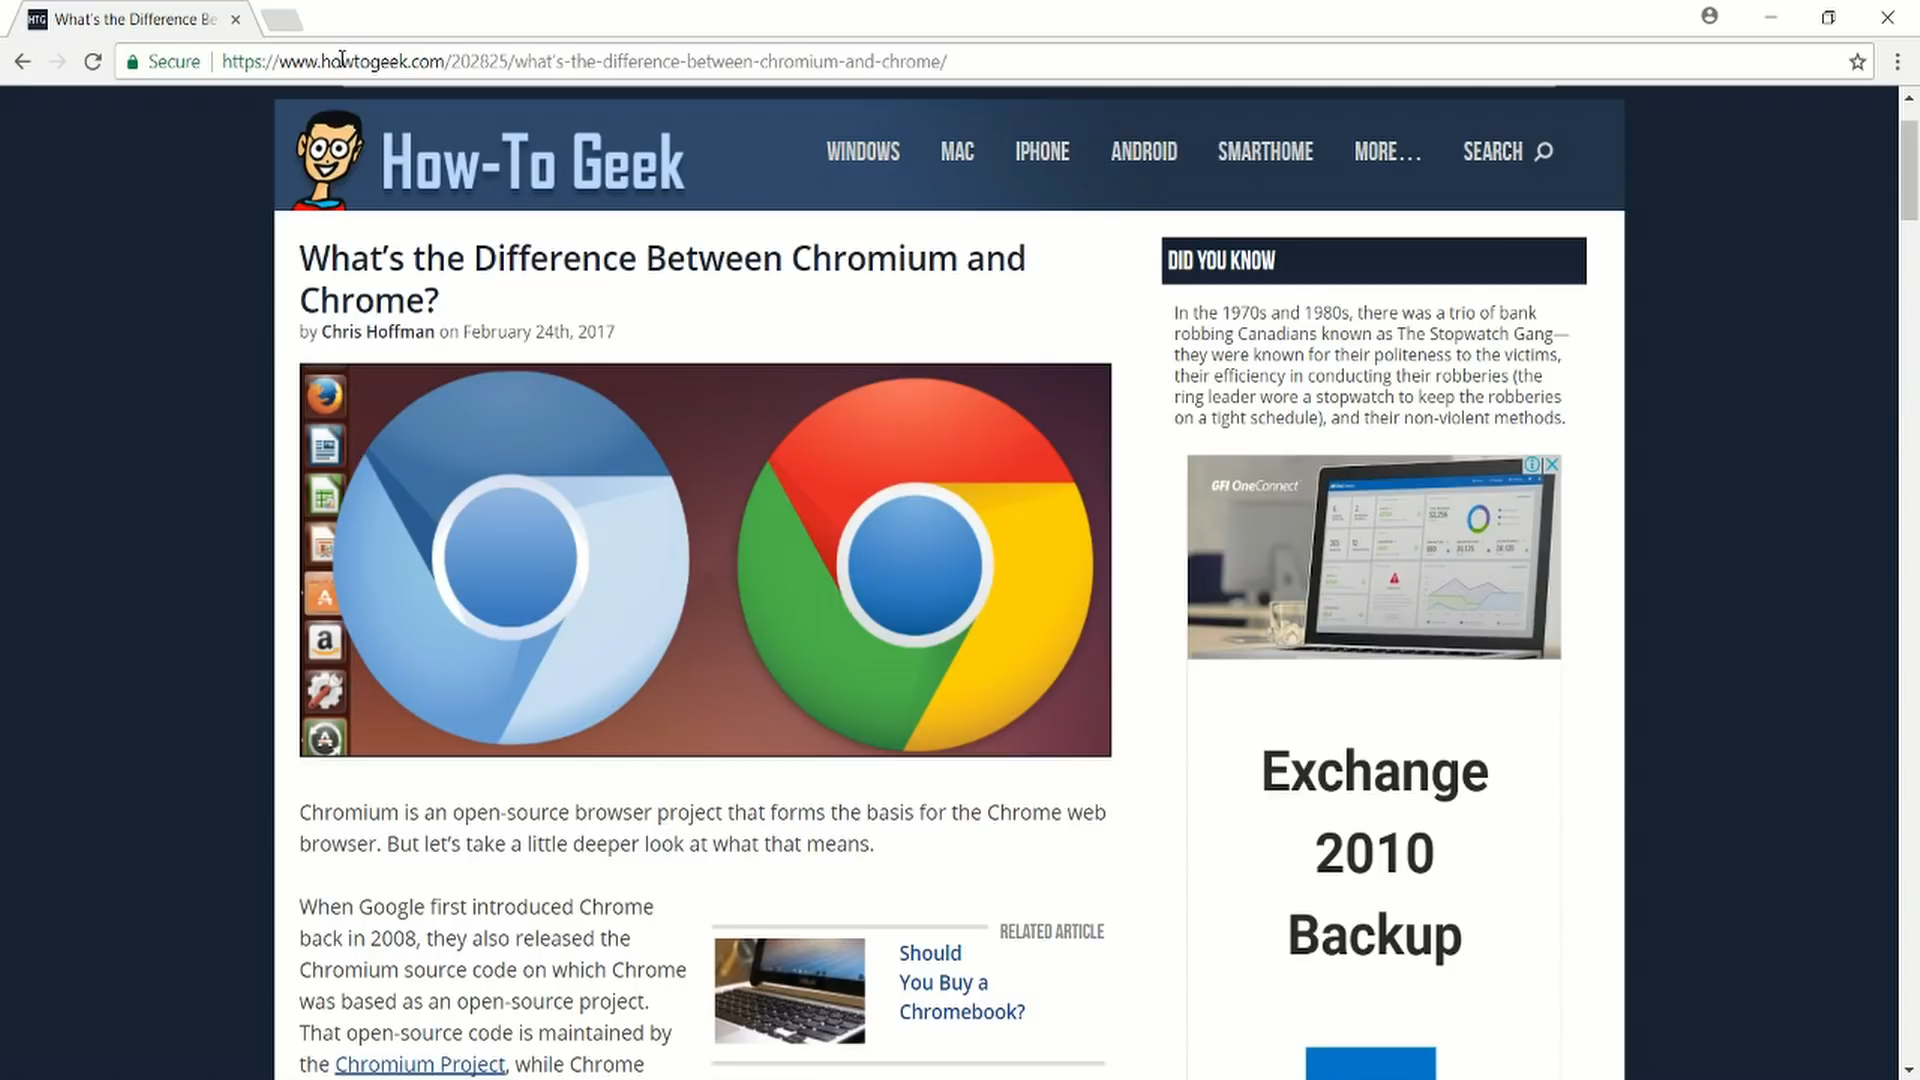 HTG What's the Difference Be
Secure https://www.howtogeek.com/202825/what's-the-difference-between-chromium-and-chrome/
How-To Geek
WINDOWS MAC IPHONE ANDROID SMARTHOME MORE... SEARCH
What's the Difference Between Chromium and
Chrome?
by Chris Hoffman on February 24th, 2017
Chromium is an open-source browser project that forms the basis for the Chrome web
browser. But let's take a little deeper look at what that means.
When Google first introduced Chrome
back in 2008, they also released the
Chromium source code on which Chrome
was based as an open-source project.
That open-source code is maintained by
the Chromium Project, while Chrome
RELATED ARTICLE
Should
You Buy a
Chromebook?
DID YOU KNOW
In the 1970s and 1980s, there was a trio of bank
robbing Canadians known as The Stopwatch Gang—
they were known for their politeness to the victims,
their efficiency in conducting their robberies (the
ring leader wore a stopwatch to keep the robberies
on a tight schedule), and their non-violent methods.
GFI OneConnect
Exchange
2010
Backup